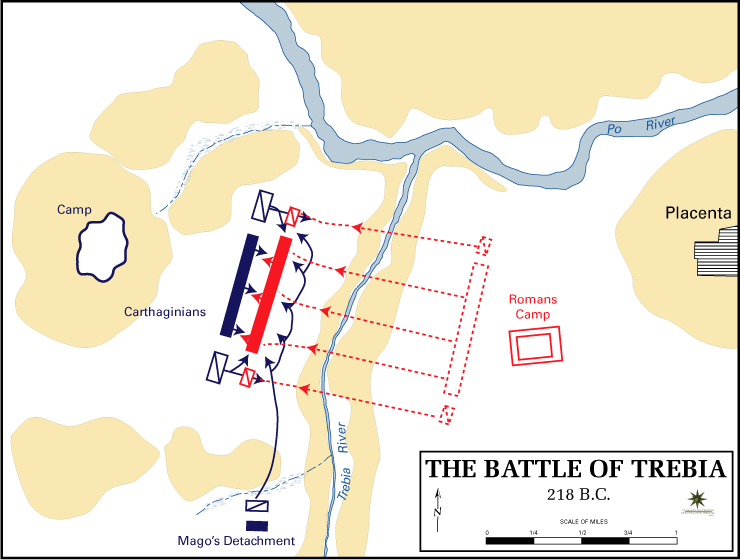 Po River
Placenta
Camp
Romans
Camp
Carthaginians
Trebia River
Mago's Detachment
THE BATTLE OF TREBIA
218 B.C.
N
SCALE OF MILES
0 1/4 1/2 3/4 1